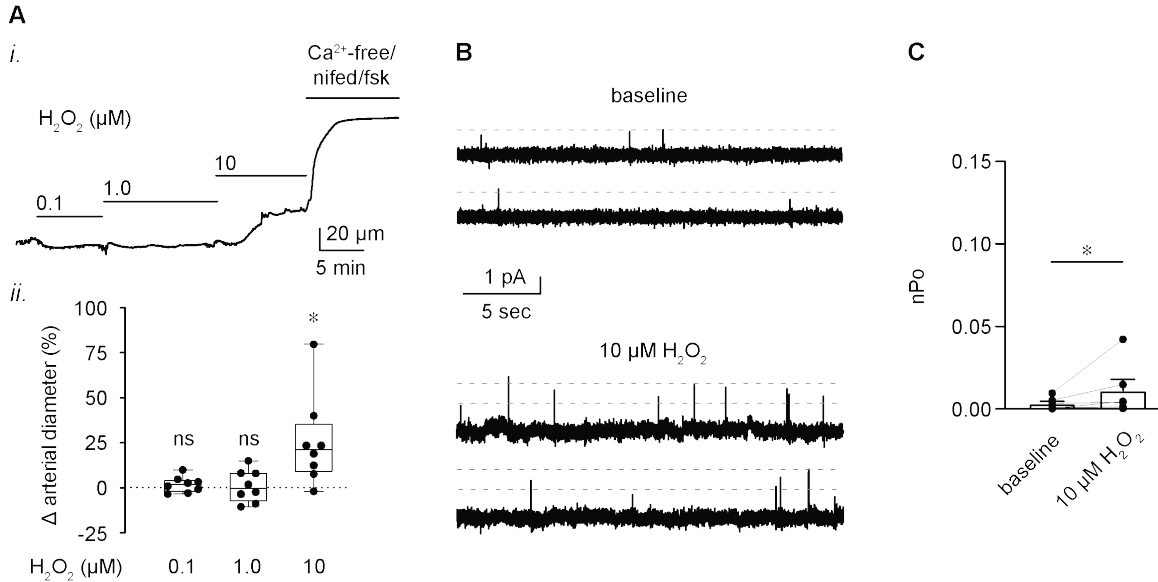 A
i.
Ca²⁺-free/
nifed/fsk
H₂O₂ (µM)
0.1
1.0
10
20 µm
5 min
ii.
Δ arterial diameter (%)
100
75
50
25
0
-25
ns
ns
*
H₂O₂ (µM)
0.1
1.0
10
B
baseline
1 pA
5 sec
10 µM H₂O₂
C
nPo
0.15
0.10
0.05
0.00
*
baseline
10 µM H₂O₂